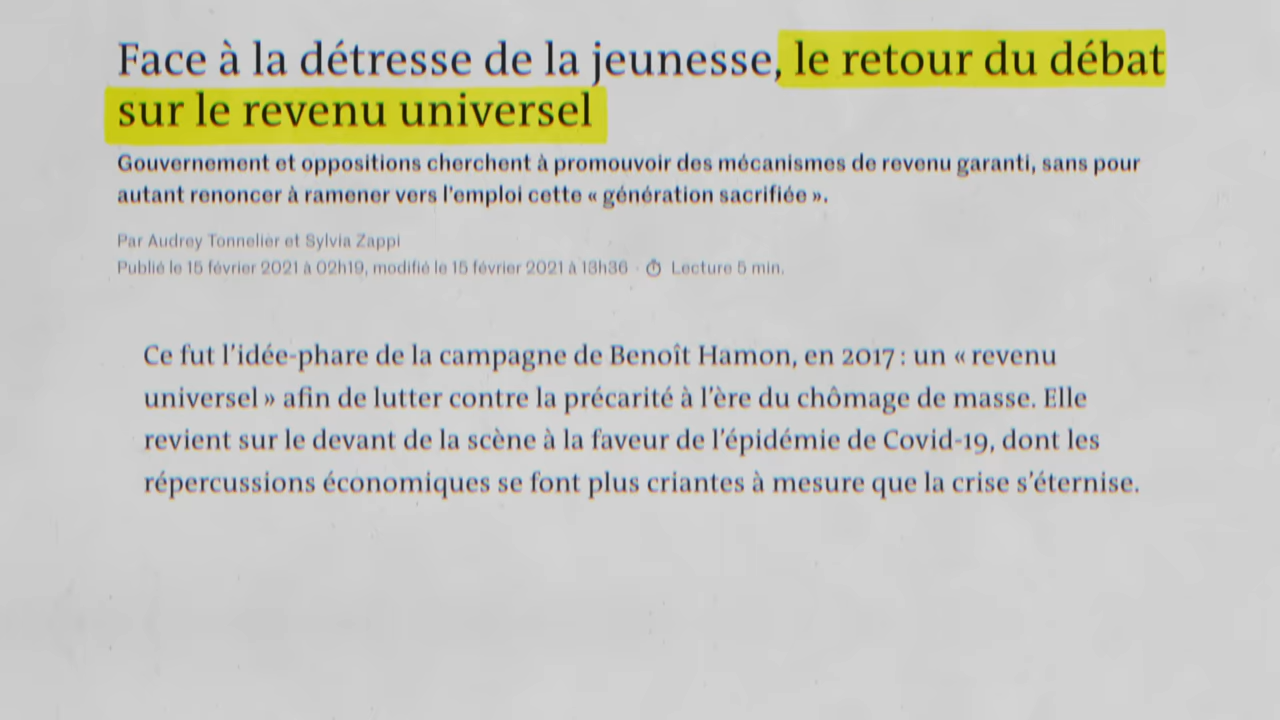 Face à la détresse de la jeunesse, le retour du débat
sur le revenu universel
Gouvernement et oppositions cherchent à promouvoir des mécanismes de revenu garanti, sans pour
autant renoncer à ramener vers l'emploi cette « génération sacrifiée ».
Par Audrey Tonnelier et Sylvia Zappi
Publié le 15 février 2021 à 02h19, modifié le 15 février 2021 à 13h36 · Lecture 5 min.
Ce fut l'idée-phare de la campagne de Benoît Hamon, en 2017 : un « revenu
universel » afin de lutter contre la précarité à l'ère du chômage de masse. Elle
revient sur le devant de la scène à la faveur de l'épidémie de Covid-19, dont les
répercussions économiques se font plus criantes à mesure que la crise s'éternise.